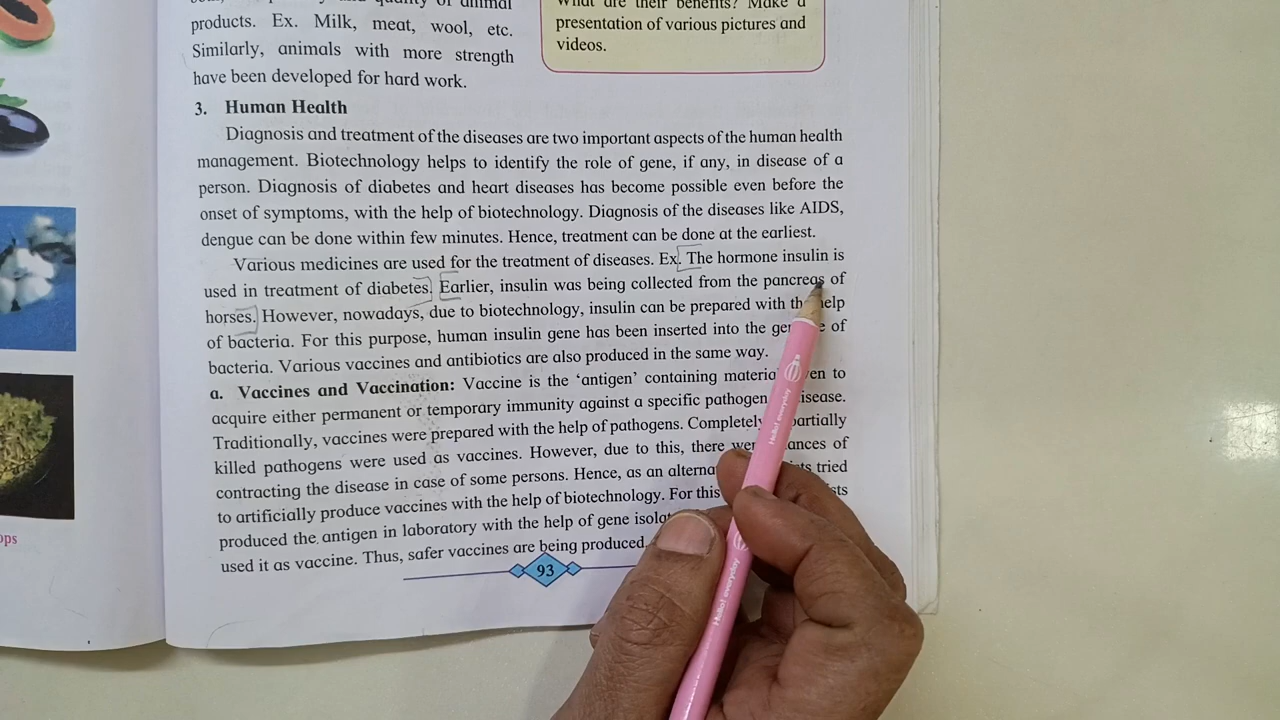 products. Ex. Milk, meat, wool, etc.
Similarly, animals with more strength
have been developed for hard work.
What are their benefits? Make a
presentation of various pictures and
videos.
3. Human Health
Diagnosis and treatment of the diseases are two important aspects of the human health
management. Biotechnology helps to identify the role of gene, if any, in disease of a
person. Diagnosis of diabetes and heart diseases has become possible even before the
onset of symptoms, with the help of biotechnology. Diagnosis of the diseases like AIDS,
dengue can be done within few minutes. Hence, treatment can be done at the earliest.
Various medicines are used for the treatment of diseases. Ex. The hormone insulin is
used in treatment of diabetes. Earlier, insulin was being collected from the pancreas of
horses. However, nowadays, due to biotechnology, insulin can be prepared with the help
of bacteria. For this purpose, human insulin gene has been inserted into the of
bacteria. Various vaccines and antibiotics are also produced in the same way.
a. Vaccines and Vaccination: Vaccine is the ‘antigen’ containing material to
acquire either permanent or temporary immunity against a specific pathogen
Traditionally, vaccines were prepared with the help of pathogens. Completely partially
killed pathogens were used as vaccines. However, due to this, there of
contracting the disease in case of some persons. Hence, as an tried
to artificially produce vaccines with the help of biotechnology. For this
produced the antigen in laboratory with the help of gene
used it as vaccine. Thus, safer vaccines are being produced.
93
Hello! everyday
Hello! everyday